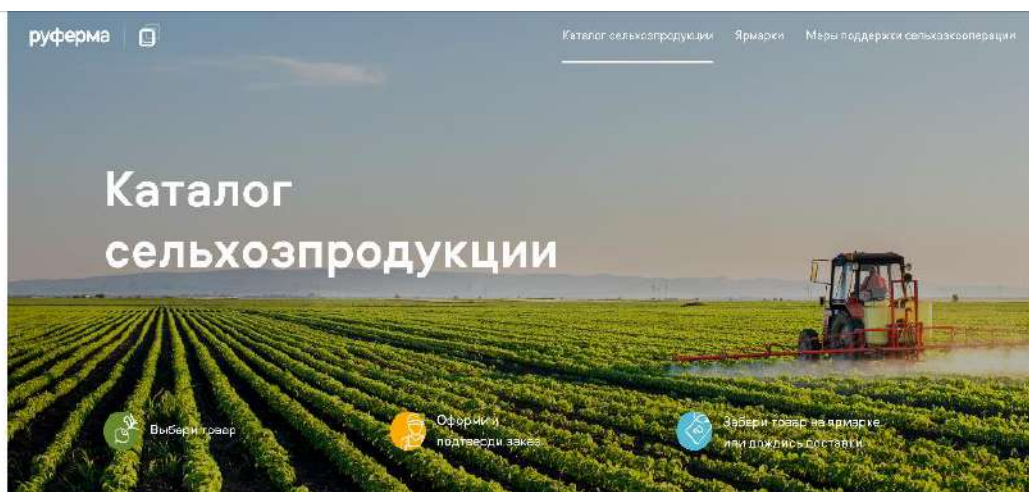 руферма
Каталог сельхозпродукции
Ярмарки
Меры поддержки сельхозкооперации
Каталог
сельхозпродукции
Выбери товар
Оформи и
подтверди заказ
Забери товар на ярмарке
или дождись поставки